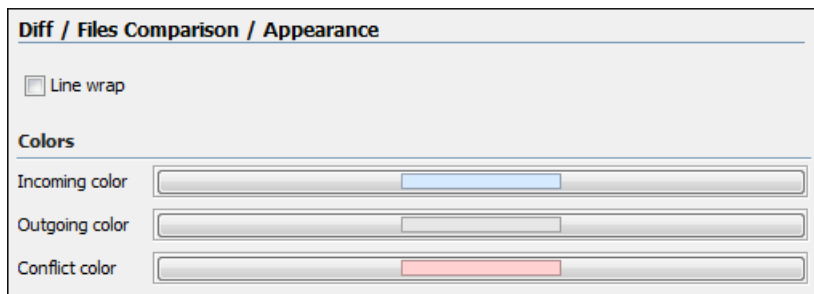 Diff / Files Comparison / Appearance
Line wrap
Colors
Incoming color
Outgoing color
Conflict color